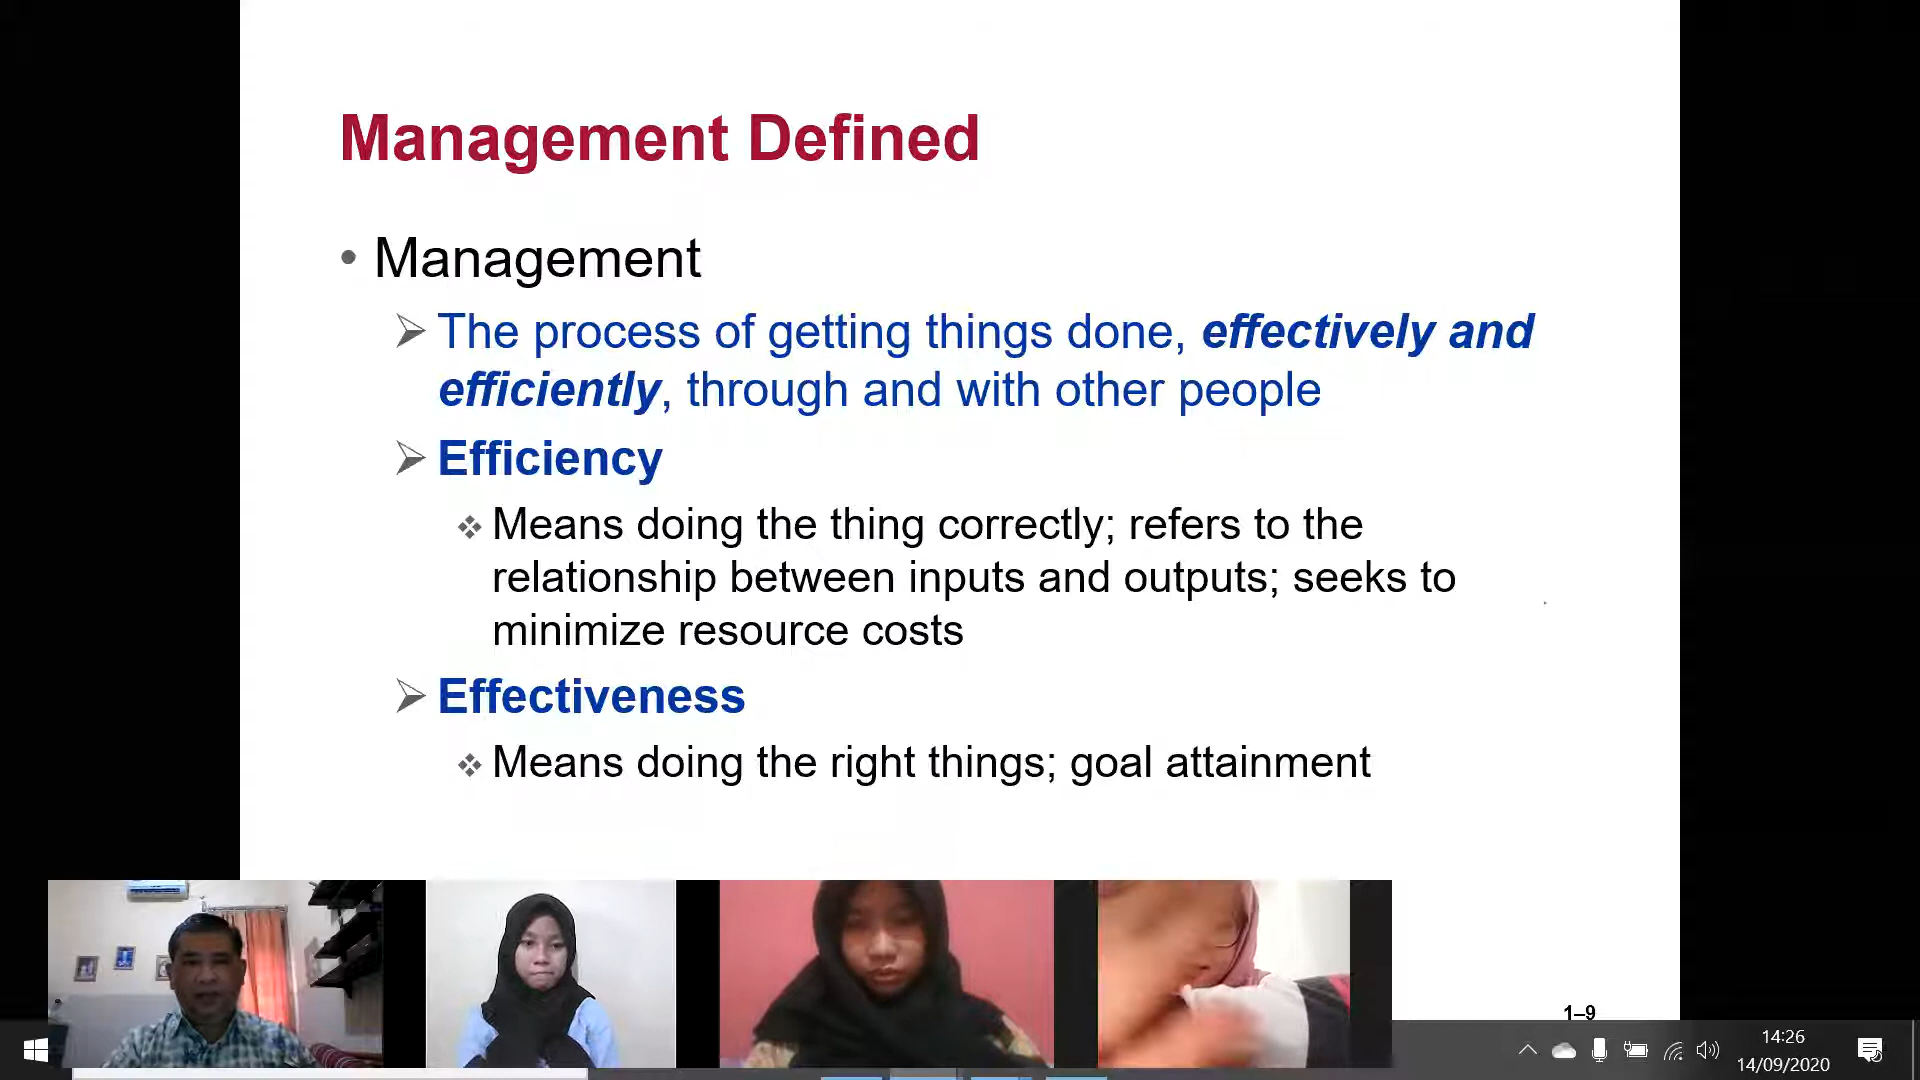 Management Defined
• Management
The process of getting things done, effectively and
efficiently, through and with other people
Efficiency
Means doing the thing correctly; refers to the
relationship between inputs and outputs; seeks to
minimize resource costs
Effectiveness
Means doing the right things; goal attainment
1–9
14:26
14/09/2020